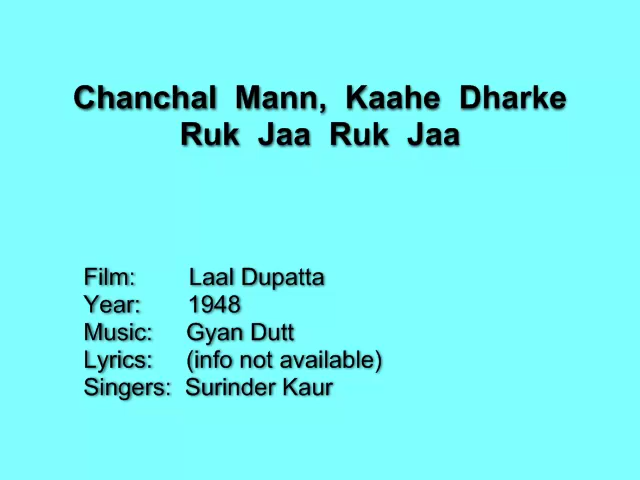 Chanchal Mann, Kaahe Dharke
Ruk Jaa Ruk Jaa
Film: Laal Dupatta
Year: 1948
Music: Gyan Dutt
Lyrics: (info not available)
Singers: Surinder Kaur